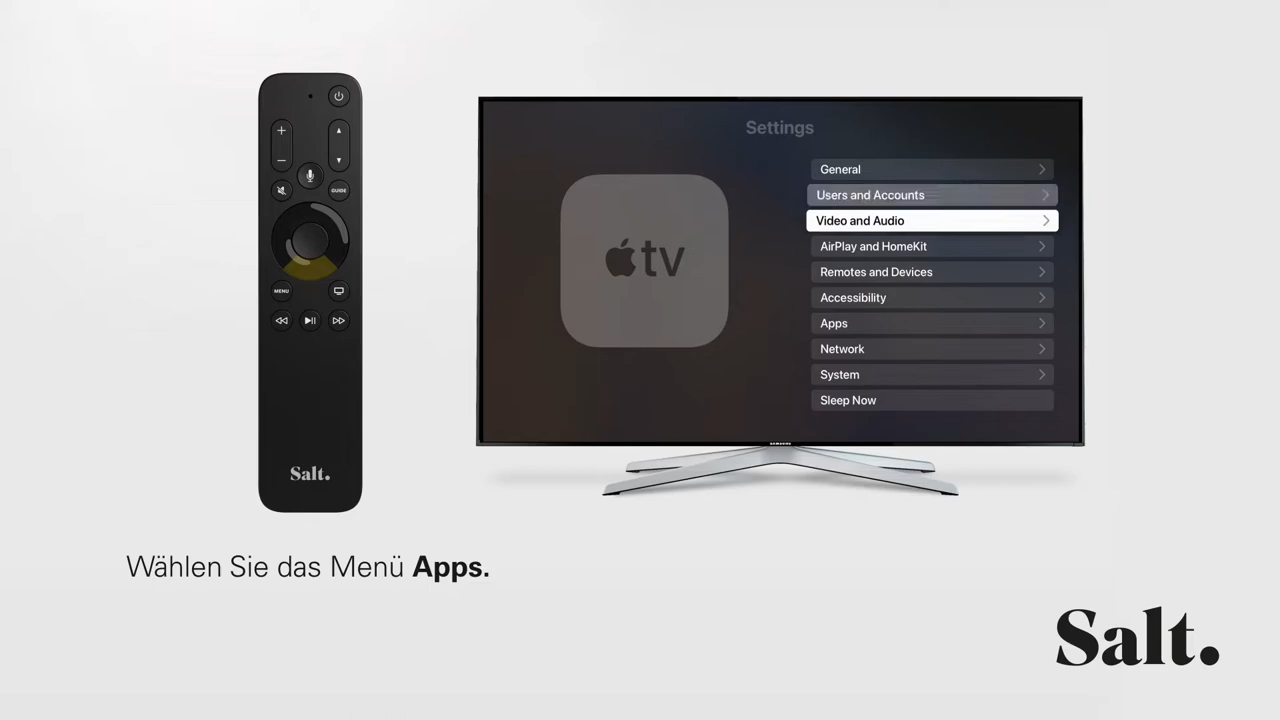 GUIDE
MENU
Salt.
Settings
tv
General
Users and Accounts
Video and Audio
AirPlay and HomeKit
Remotes and Devices
Accessibility
Apps
Network
System
Sleep Now
SAMSUNG
Wählen Sie das Menü Apps.
Salt.